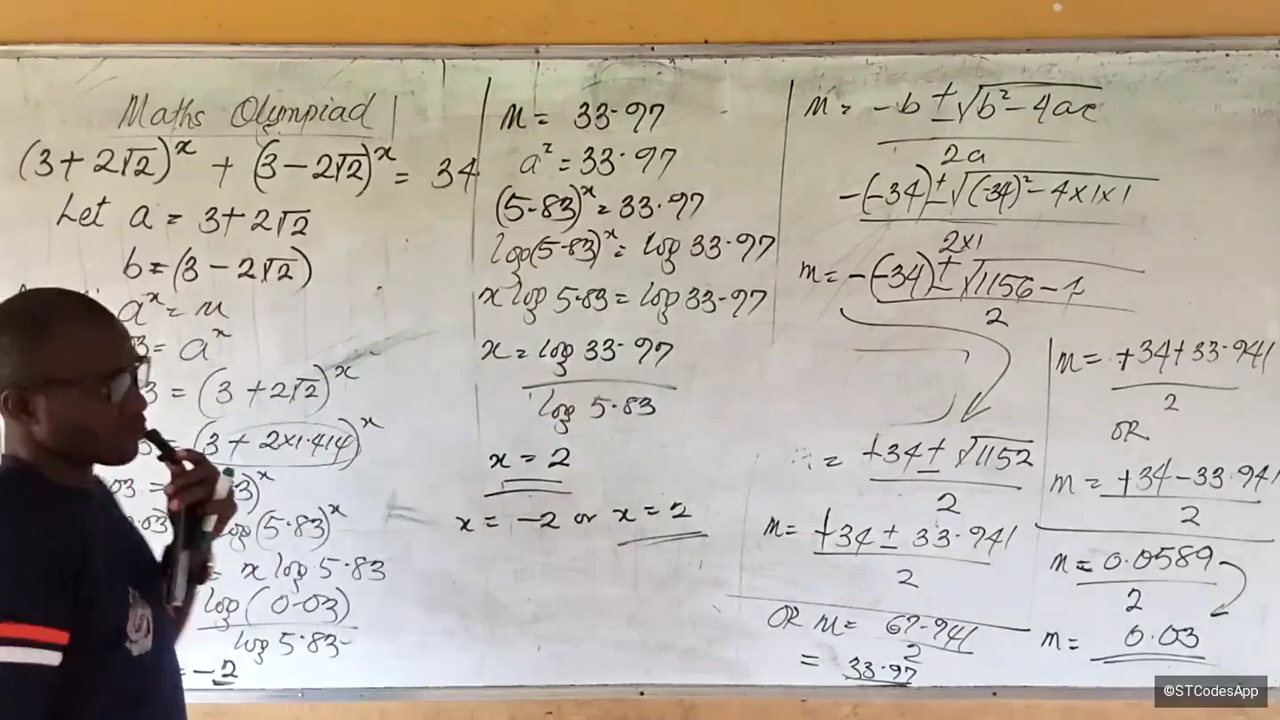 Maths Olympiad
(3+2√2)^x + (3-2√2)^x = 34
Let a = 3+2√2
b = (3-2√2)
a^x = m
3 = a^x
3 = (3+2√2)^x
(3+2×1.414)^x
03 3)^x
.03) log(5.83)^x
= x log 5.83
log(0.03)
log 5.83
= -2
m = 33.97
a^x = 33.97
(5.83)^x = 33.97
log(5.83)^x = log 33.97
x log 5.83 = log 33.97
x = log 33.97
log 5.83
x = 2
x = -2 or x = 2
m = -b ± √b²-4ac
2a
-(-34) ± √(-34)²-4×1×1
2×1
m = -(-34) ± √1156-4
2
= +34 ± √1152
2
m = +34 ± 33.941
2
OR m = 67.941
2
= 33.97
m = +34+33.941
2
OR
m = +34-33.941
2
m = 0.0589
2
m = 0.03
©STCodesApp